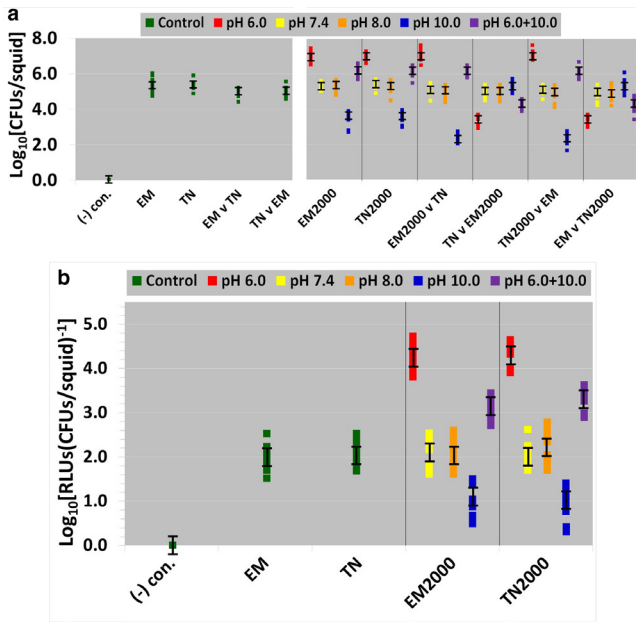 a
Control pH 6.0 pH 7.4 pH 8.0 pH 10.0 pH 6.0+10.0
Log10[CFUs/squid]
8.0
6.0
4.0
2.0
0.0
(-) con.
EM
TN
EM v TN
TN v EM
EM2000
TN2000
EM2000 v TN
TN v EM2000
TN2000 v EM
EM v TN2000
b
Control pH 6.0 pH 7.4 pH 8.0 pH 10.0 pH 6.0+10.0
Log10[RLUs(CFUs/squid)-1]
5.0
4.0
3.0
2.0
1.0
0.0
(-) con.
EM
TN
EM2000
TN2000